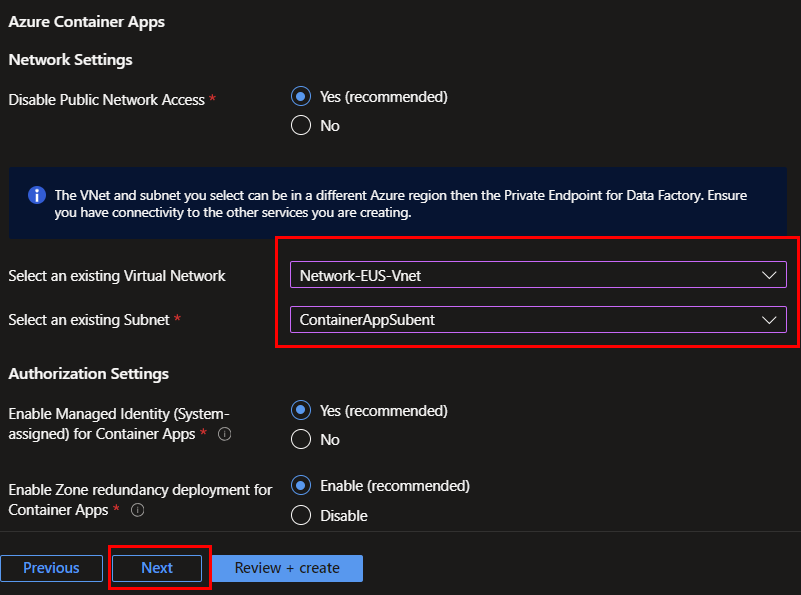 Azure Container Apps
Network Settings
Disable Public Network Access *
Yes (recommended)
No
The VNet and subnet you select can be in a different Azure region then the Private Endpoint for Data Factory. Ensure
you have connectivity to the other services you are creating.
Select an existing Virtual Network
Network-EUS-Vnet
Select an existing Subnet *
ContainerAppSubent
Authorization Settings
Enable Managed Identity (System-
assigned) for Container Apps *
Yes (recommended)
No
Enable Zone redundancy deployment for
Container Apps *
Enable (recommended)
Disable
Previous
Next
Review + create